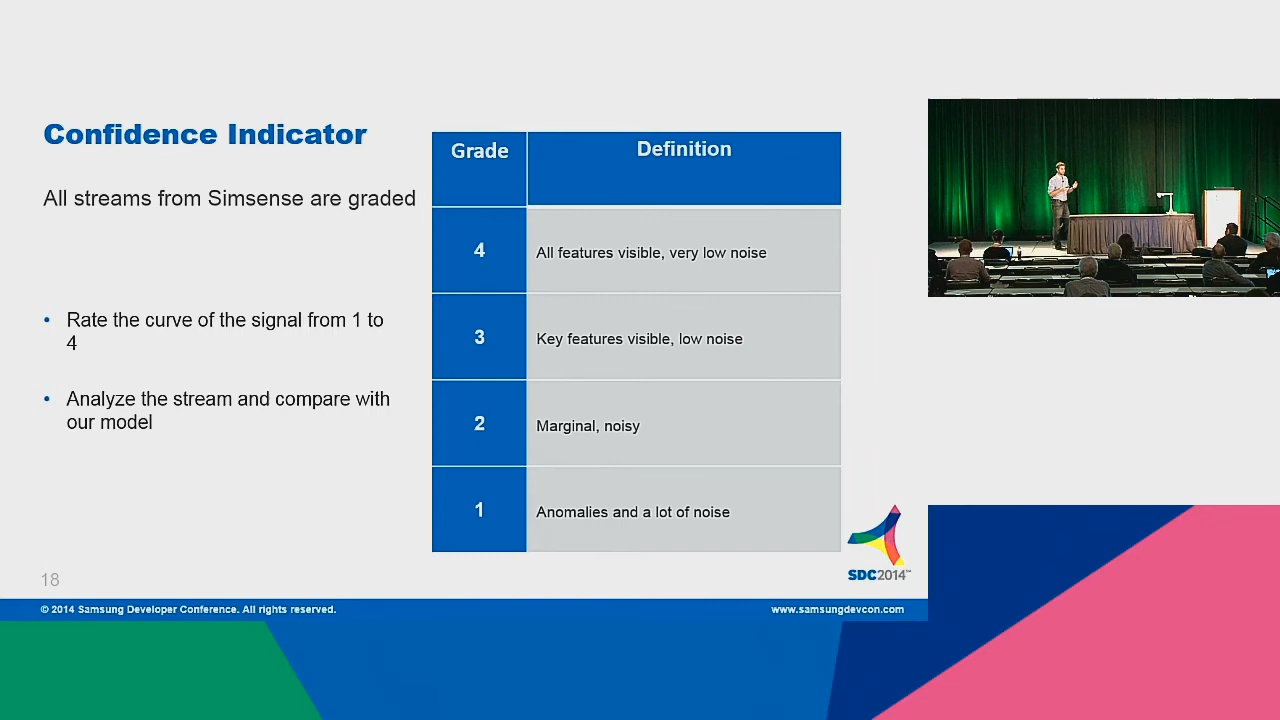 Confidence Indicator
All streams from Simsense are graded
• Rate the curve of the signal from 1 to
4
• Analyze the stream and compare with
our model
Grade Definition
4 All features visible, very low noise
3 Key features visible, low noise
2 Marginal, noisy
1 Anomalies and a lot of noise
SDC2014™
18
© 2014 Samsung Developer Conference. All rights reserved.
www.samsungdevcon.com